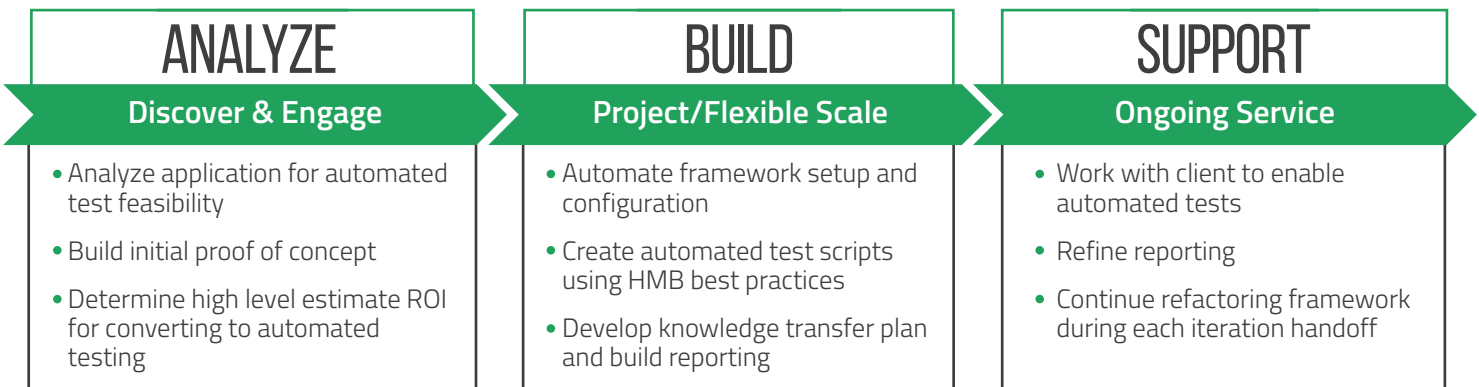 ANALYZE
Discover & Engage
• Analyze application for automated
test feasibility
• Build initial proof of concept
• Determine high level estimate ROI
for converting to automated
testing
BUILD
Project/Flexible Scale
• Automate framework setup and
configuration
• Create automated test scripts
using HMB best practices
• Develop knowledge transfer plan
and build reporting
SUPPORT
Ongoing Service
• Work with client to enable
automated tests
• Refine reporting
• Continue refactoring framework
during each iteration handoff